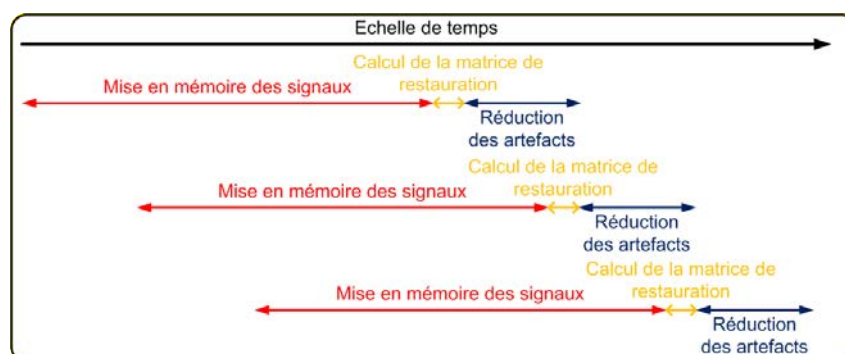 Echelle de temps
Calcul de la matrice de
restauration
Mise en mémoire des signaux
Réduction
des artefacts
Calcul de la matrice de
restauration
Mise en mémoire des signaux
Réduction
des artefacts
Calcul de la matrice de
restauration
Mise en mémoire des signaux
Réduction
des artefacts